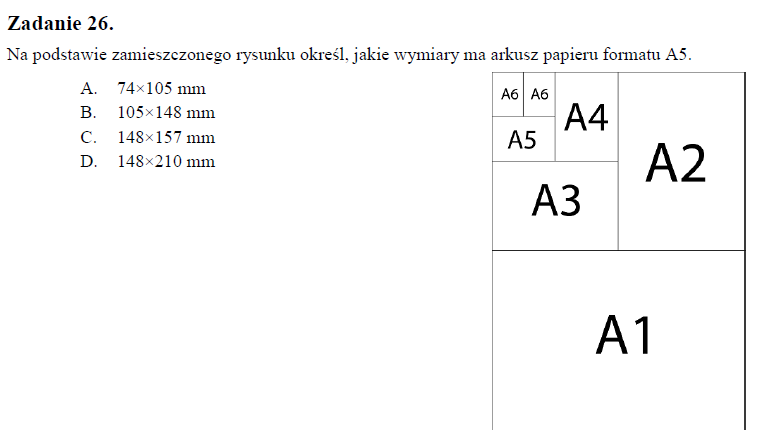 Zadanie 26.
Na podstawie zamieszczonego rysunku określ, jakie wymiary ma arkusz papieru formatu A5.
A. 74×105 mm
B. 105×148 mm
C. 148×157 mm
D. 148×210 mm
A6 A6
A4
A5
A2
A3
A1